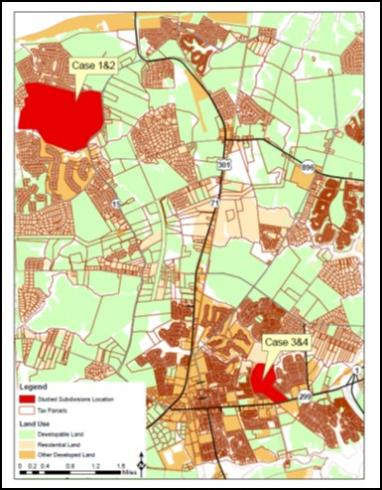 Case 1&2
301
896
15
71
Case 3&4
1
299
Legend
Studied Subdivisions Location
Tax Parcels
Land Use
Developable Land
Residential Land
Other Developed Land
0 0.2 0.4 0.8 1.2 1.6
Miles